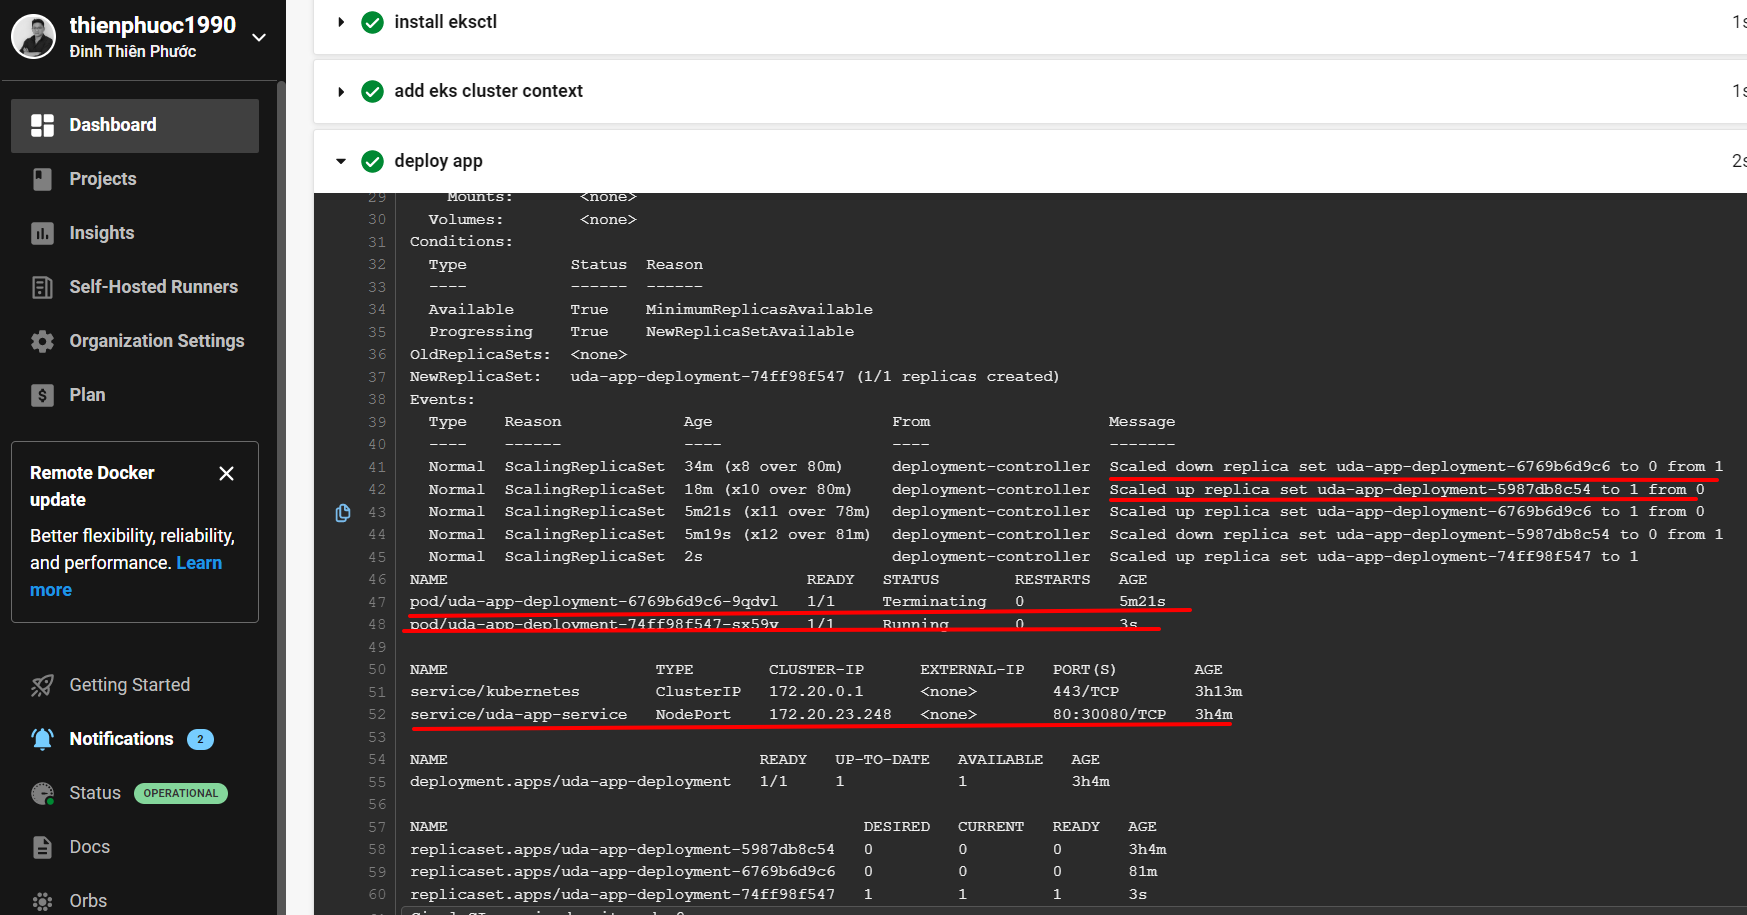 thienphuoc1990
Đinh Thiên Phước
Dashboard
Projects
Insights
Self-Hosted Runners
Organization Settings
$ Plan
Remote Docker
update
Better flexibility, reliability,
and performance. Learn
more
Getting Started
Notifications 2
Status OPERATIONAL
Docs
Orbs
install eksctl 1s
add eks cluster context 1s
deploy app 2s
29 Mounts: <none>
30 Volumes: <none>
31 Conditions:
32 Type Status Reason
33 ---- ------ ------
34 Available True MinimumReplicasAvailable
35 Progressing True NewReplicaSetAvailable
36 OldReplicaSets: <none>
37 NewReplicaSet: uda-app-deployment-74ff98f547 (1/1 replicas created)
38 Events:
39 Type Reason Age From Message
40 ---- ------ ---- ---- -------
41 Normal ScalingReplicaSet 34m (x8 over 80m) deployment-controller Scaled down replica set uda-app-deployment-6769b6d9c6 to 0 from 1
42 Normal ScalingReplicaSet 18m (x10 over 80m) deployment-controller Scaled up replica set uda-app-deployment-5987db8c54 to 1 from 0
43 Normal ScalingReplicaSet 5m21s (x11 over 78m) deployment-controller Scaled up replica set uda-app-deployment-6769b6d9c6 to 1 from 0
44 Normal ScalingReplicaSet 5m19s (x12 over 81m) deployment-controller Scaled down replica set uda-app-deployment-5987db8c54 to 0 from 1
45 Normal ScalingReplicaSet 2s deployment-controller Scaled up replica set uda-app-deployment-74ff98f547 to 1
46 NAME READY STATUS RESTARTS AGE
47 pod/uda-app-deployment-6769b6d9c6-9qdvl 1/1 Terminating 0 5m21s
48 pod/uda-app-deployment-74ff98f547-sx59v 1/1 Running 0 3s
49
50 NAME TYPE CLUSTER-IP EXTERNAL-IP PORT(S) AGE
51 service/kubernetes ClusterIP 172.20.0.1 <none> 443/TCP 3h13m
52 service/uda-app-service NodePort 172.20.23.248 <none> 80:30080/TCP 3h4m
53
54 NAME READY UP-TO-DATE AVAILABLE AGE
55 deployment.apps/uda-app-deployment 1/1 1 1 3h4m
56
57 NAME DESIRED CURRENT READY AGE
58 replicaset.apps/uda-app-deployment-5987db8c54 0 0 0 3h4m
59 replicaset.apps/uda-app-deployment-6769b6d9c6 0 0 0 81m
60 replicaset.apps/uda-app-deployment-74ff98f547 1 1 1 3s